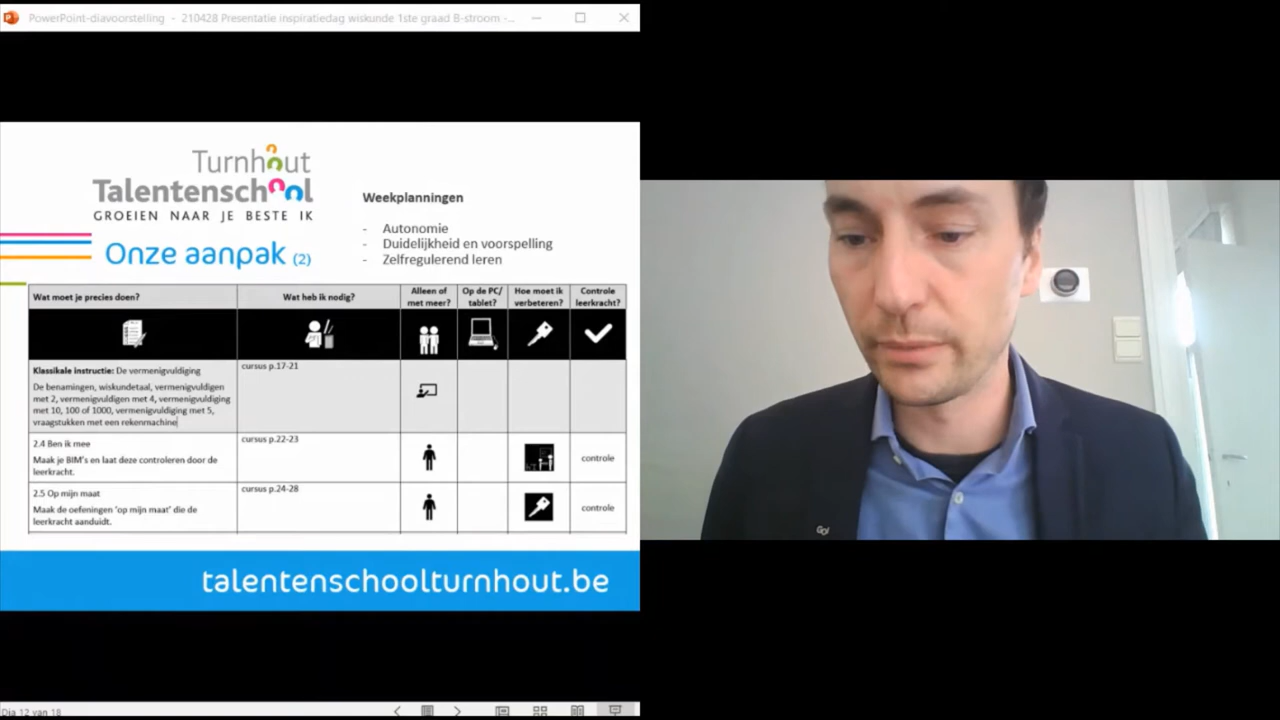 PowerPoint-diavoorstelling - 210428 Presentatie inspiratiedag wiskunde 1ste graad B-stroom -...
Turnhout
Talentenschool
GROEIEN NAAR JE BESTE IK
Onze aanpak (2)
Weekplanningen
- Autonomie
- Duidelijkheid en voorspelling
- Zelfregulerend leren
Wat moet je precies doen?
Wat heb ik nodig?
Alleen of
met meer?
Op de PC/
tablet?
Hoe moet ik
verbeteren?
Controle
leerkracht?
Klassikale instructie: De vermenigvuldiging
De benamingen, wiskundetaal, vermenigvuldigen
met 2, vermenigvuldigen met 4, vermenigvuldiging
met 10, 100 of 1000, vermenigvuldiging met 5,
vraagstukken met een rekenmachine
cursus p.17-21
2.4 Ben ik mee
Maak je BIM's en laat deze controleren door de
leerkracht.
cursus p.22-23
controle
2.5 Op mijn maat
Maak de oefeningen 'op mijn maat' die de
leerkracht aanduidt.
cursus p.24-28
controle
talentenschoolturnhout.be
Dia 12 van 18
GO!